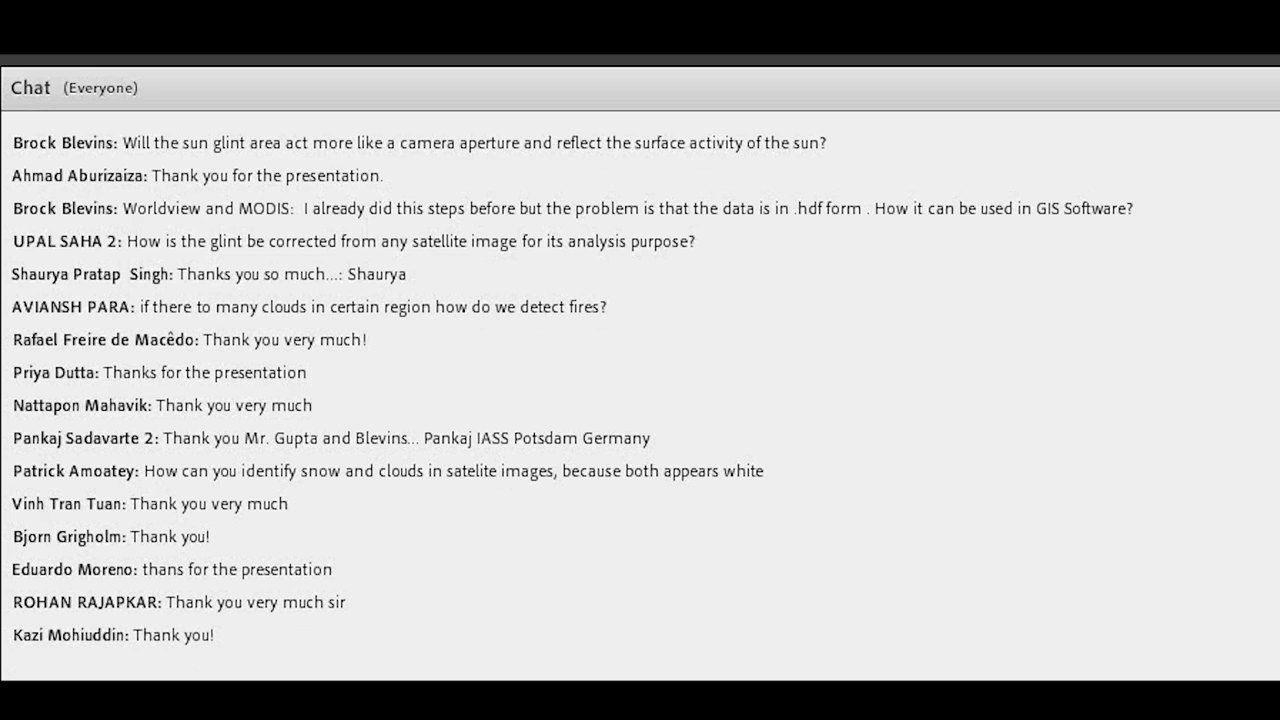 Chat (Everyone)
Brock Blevins: Will the sun glint area act more like a camera aperture and reflect the surface activity of the sun?
Ahmad Aburizaiza: Thank you for the presentation.
Brock Blevins: Worldview and MODIS:  I already did this steps before but the problem is that the data is in .hdf form . How it can be used in GIS Software?
UPAL SAHA 2: How is the glint be corrected from any satellite image for its analysis purpose?
Shaurya Pratap  Singh: Thanks you so much...: Shaurya
AVIANSH PARA: if there to many clouds in certain region how do we detect fires?
Rafael Freire de Macêdo: Thank you very much!
Priya Dutta: Thanks for the presentation
Nattapon Mahavik: Thank you very much
Pankaj Sadavarte 2: Thank you Mr. Gupta and Blevins... Pankaj IASS Potsdam Germany
Patrick Amoatey: How can you identify snow and clouds in satelite images, because both appears white
Vinh Tran Tuan: Thank you very much
Bjorn Grigholm: Thank you!
Eduardo Moreno: thans for the presentation
ROHAN RAJAPKAR: Thank you very much sir
Kazi Mohiuddin: Thank you!